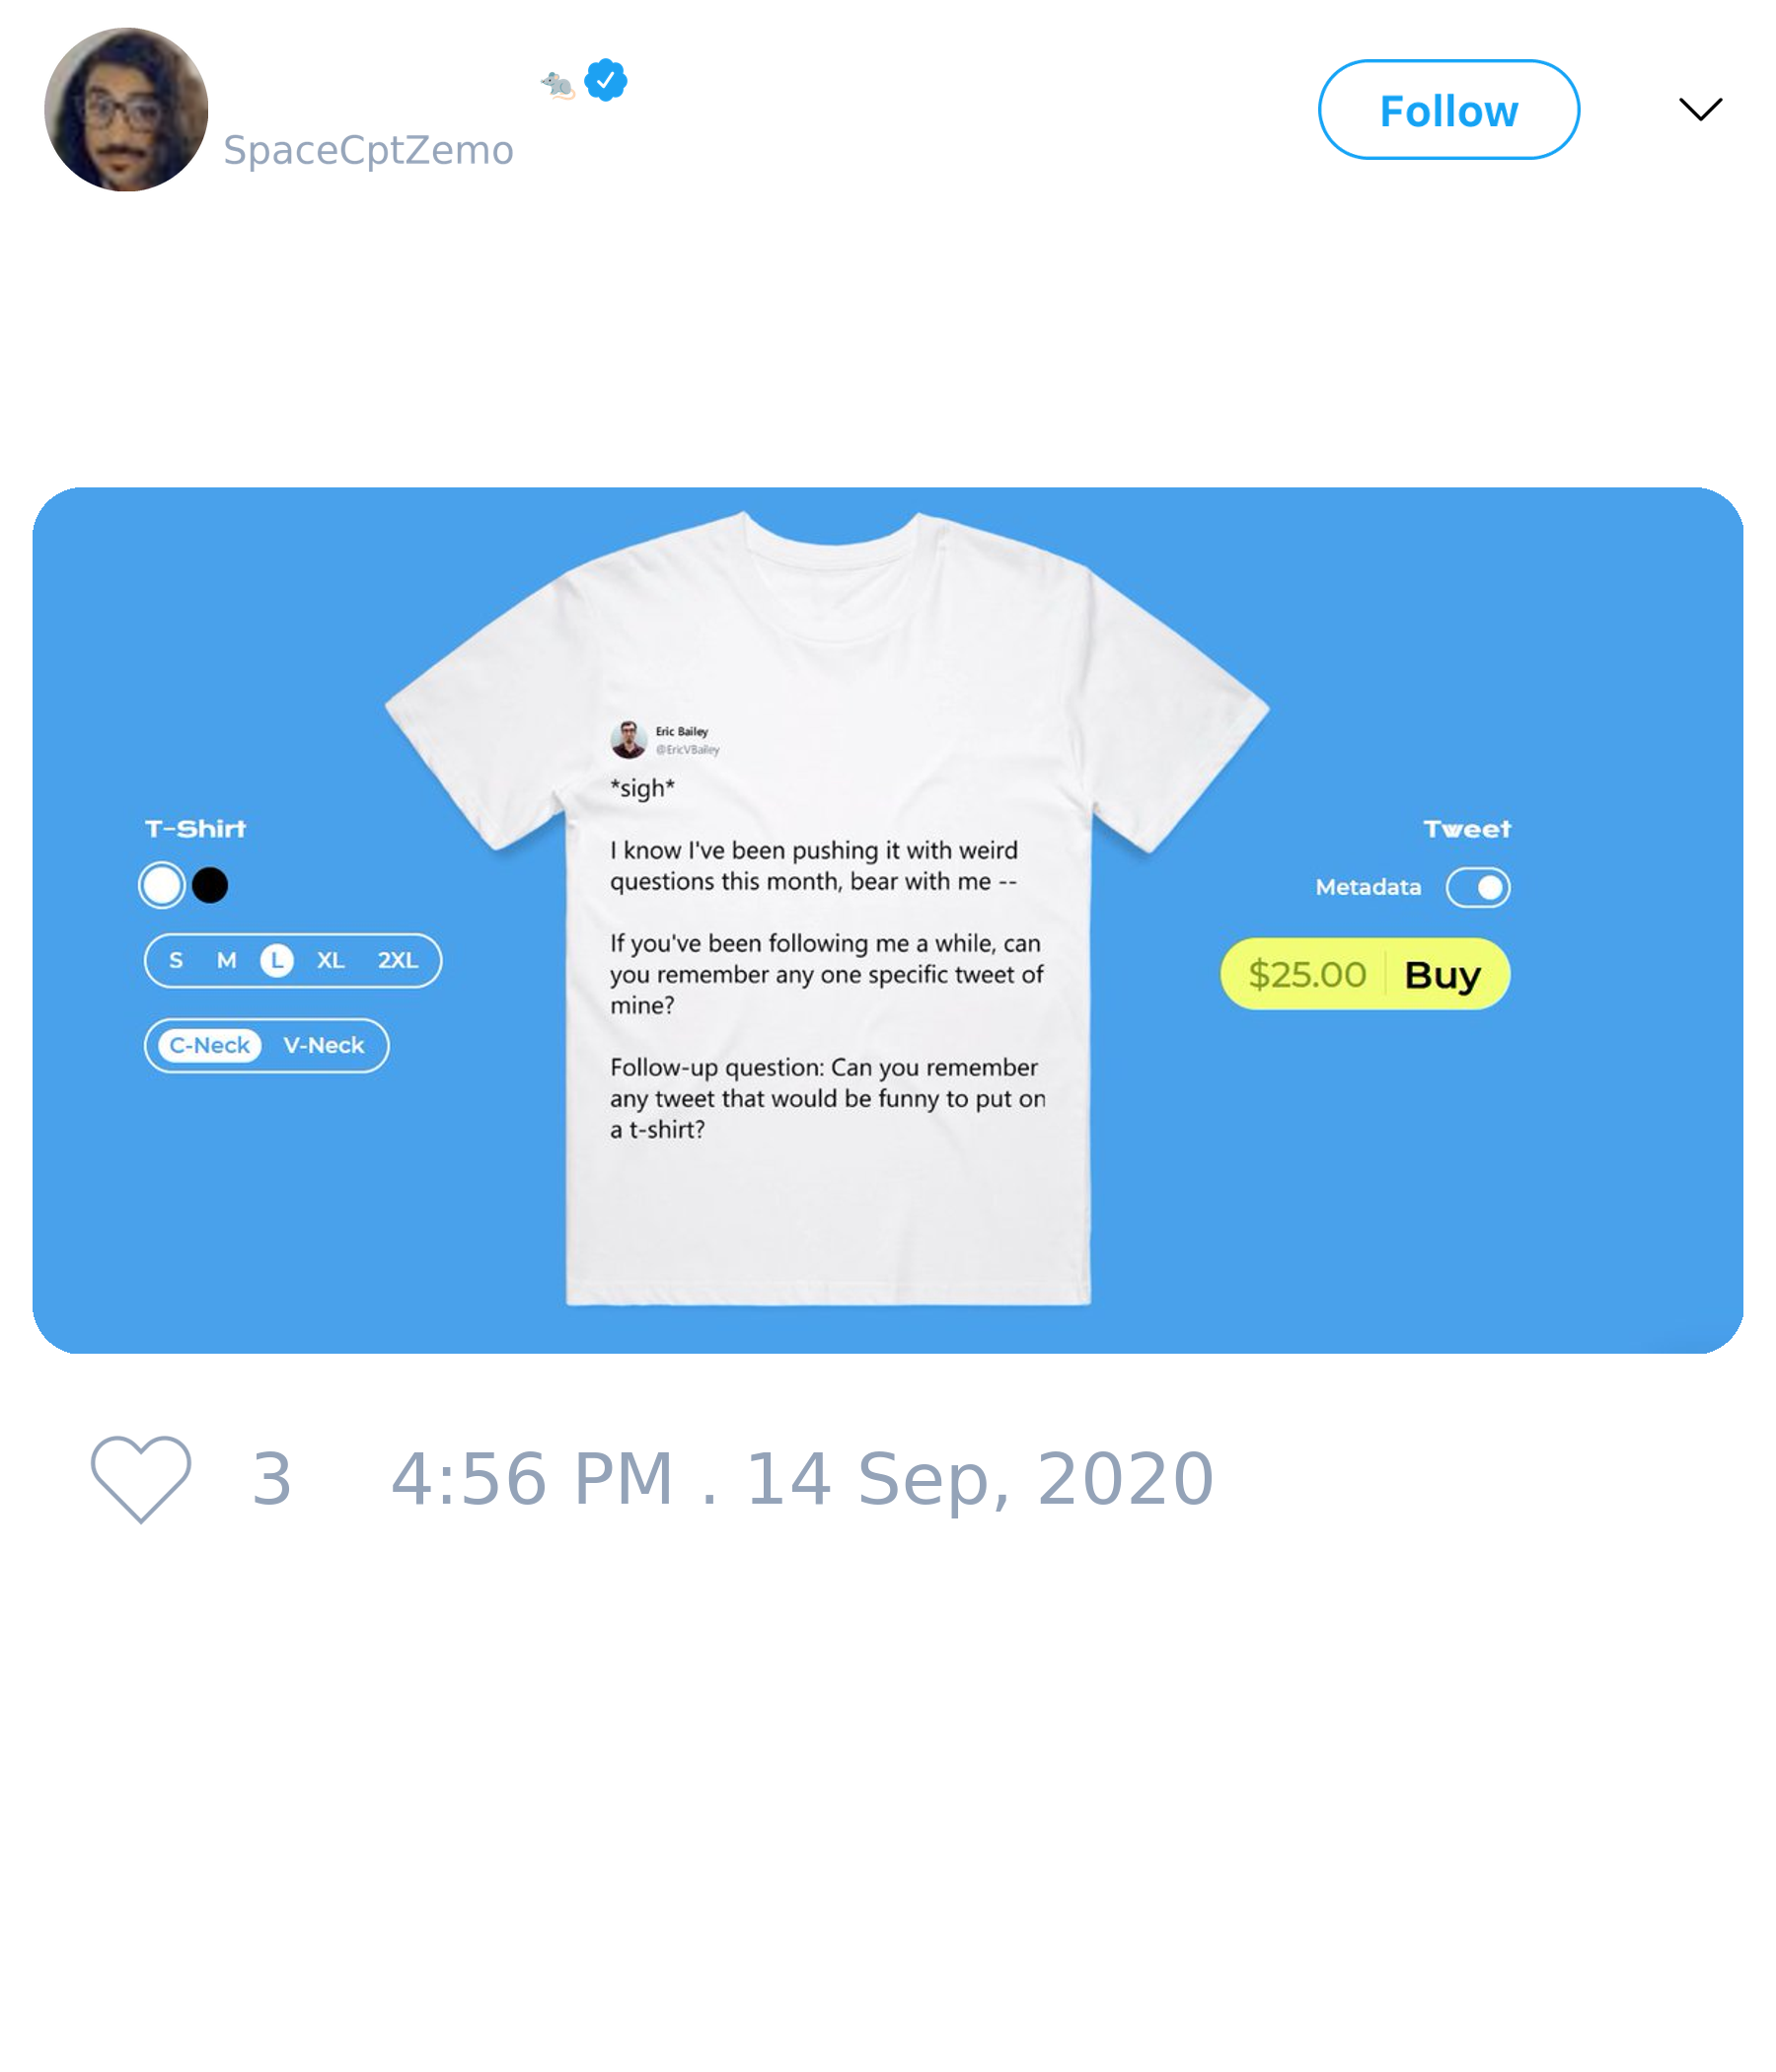 SpaceCptZemo
Follow
Eric Bailey
@EricVBailey
*sigh*
I know I've been pushing it with weird
questions this month, bear with me --
If you've been following me a while, can
you remember any one specific tweet of
mine?
Follow-up question: Can you remember
any tweet that would be funny to put on
a t-shirt?
T-Shirt
S M L XL 2XL
C-Neck V-Neck
Tweet
Metadata
$25.00 Buy
3 4:56 PM . 14 Sep, 2020